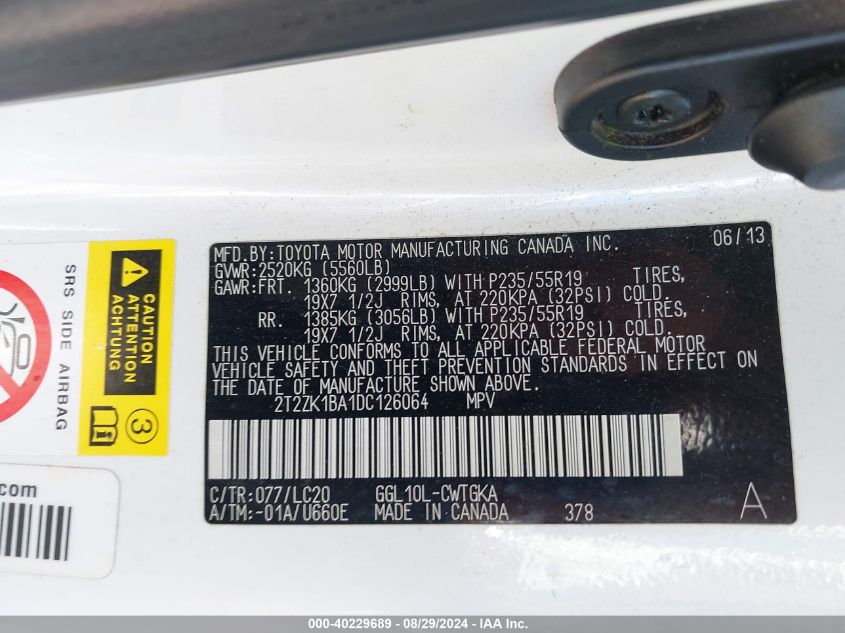 MFD.BY:TOYOTA MOTOR MANUFACTURING CANADA INC. 06/13
GVWR:2520KG (5560LB)
GAWR:FRT. 1360KG (2999LB) WITH P235/55R19 TIRES,
19X7 1/2J RIMS, AT 220KPA (32PSI) COLD.
RR. 1385KG (3056LB) WITH P235/55R19 TIRES,
19X7 1/2J RIMS, AT 220KPA (32PSI) COLD.
THIS VEHICLE CONFORMS TO ALL APPLICABLE FEDERAL MOTOR
VEHICLE SAFETY AND THEFT PREVENTION STANDARDS IN EFFECT ON
THE DATE OF MANUFACTURE SHOWN ABOVE.
2T2ZK1BA1DC126064 MPV
C/TR:077/LC20 GGL10L-CWTGKA
A/TM:-01A/U660E MADE IN CANADA 378 A
SRS SIDE AIRBAG
CAUTION
ATTENTION
ACHTUNG
3
.com
000-40229689 - 08/29/2024 - IAA Inc.